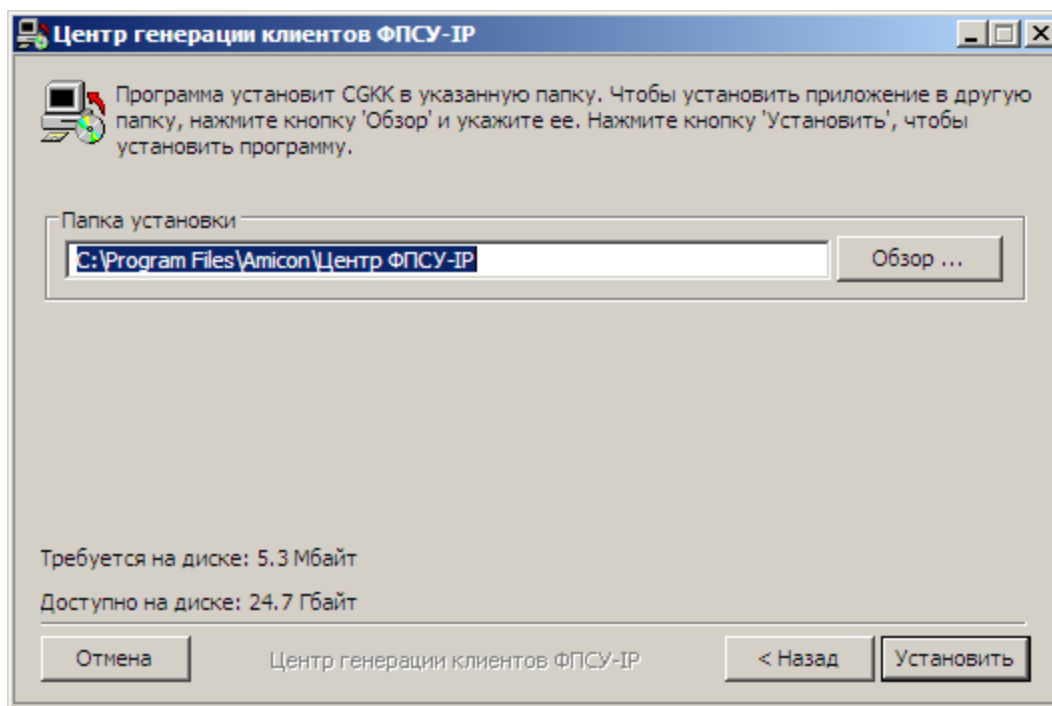 Центр генерации клиентов ФПСУ-IP
Программа установит CGKK в указанную папку. Чтобы установить приложение в другую
папку, нажмите кнопку 'Обзор' и укажите ее. Нажмите кнопку 'Установить', чтобы
установить программу.
Папка установки
C:\Program Files\Amicon\Центр ФПСУ-IP
Обзор ...
Требуется на диске: 5.3 Мбайт
Доступно на диске: 24.7 Гбайт
Отмена
Центр генерации клиентов ФПСУ-IP
< Назад
Установить